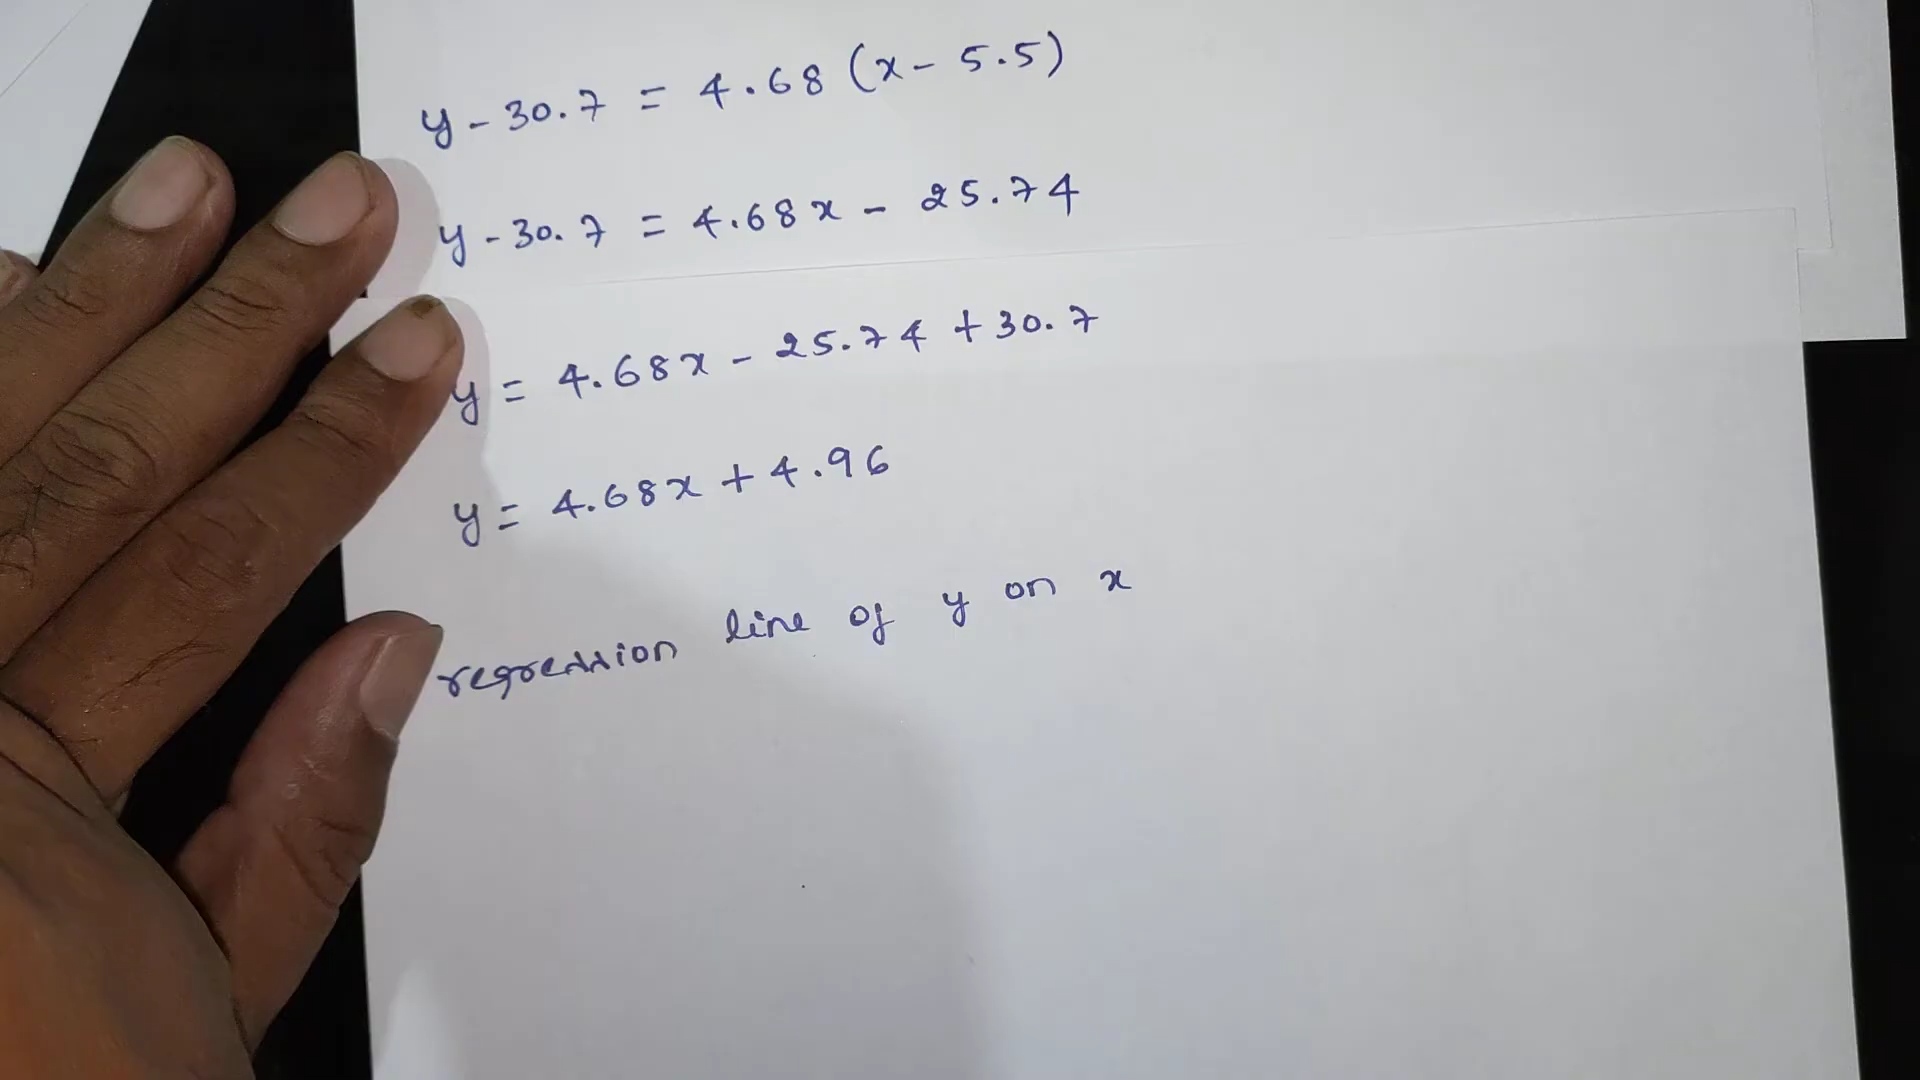 y - 30.7 = 4.68 (x - 5.5)
y - 30.7 = 4.68x - 25.74
y = 4.68x - 25.74 + 30.7
y = 4.68x + 4.96
regression line of y on x